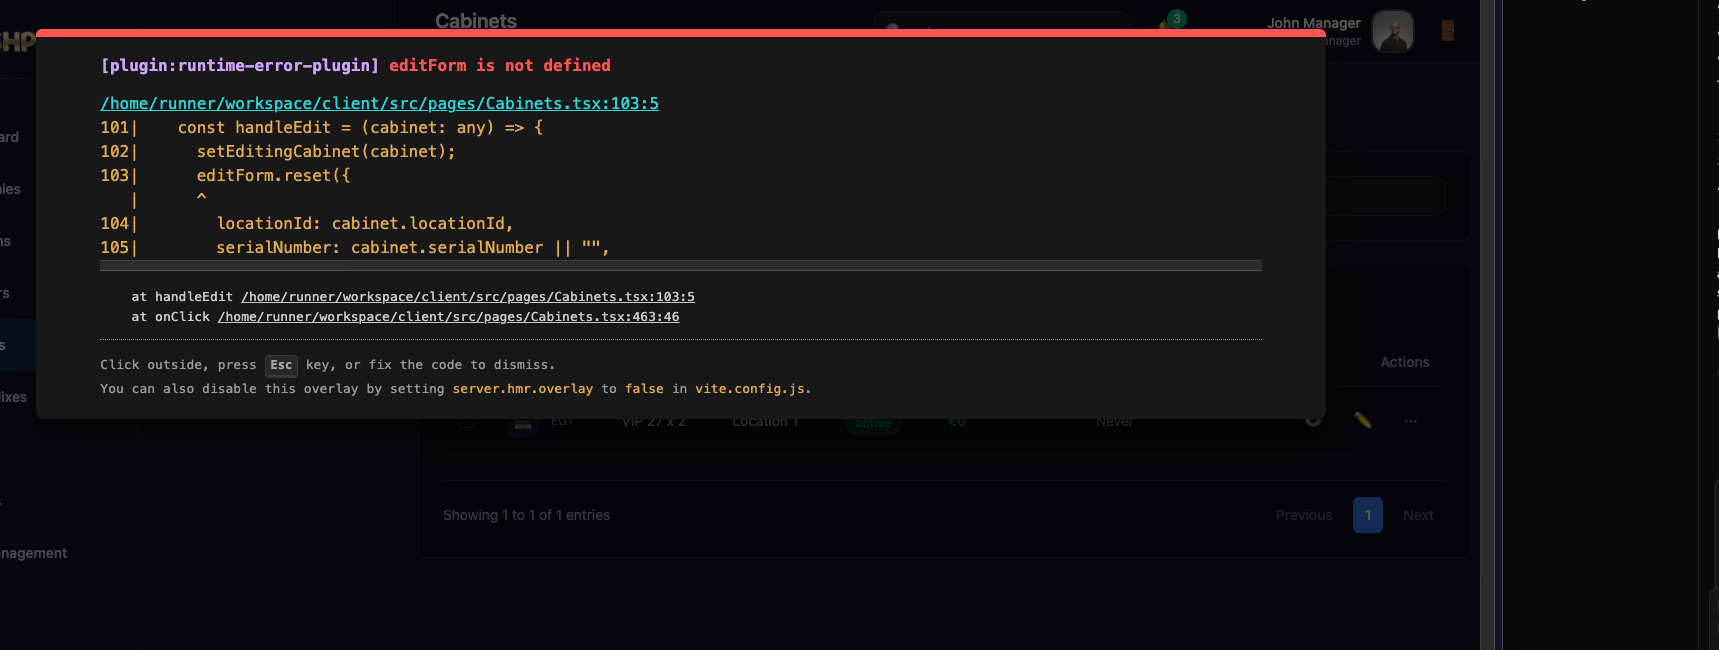 Cabinets
3
John Manager
anager
SHP
[plugin:runtime-error-plugin] editForm is not defined
/home/runner/workspace/client/src/pages/Cabinets.tsx:103:5
101|    const handleEdit = (cabinet: any) => {
102|      setEditingCabinet(cabinet);
103|      editForm.reset({
   |      ^
104|        locationId: cabinet.locationId,
105|        serialNumber: cabinet.serialNumber || "",
at handleEdit /home/runner/workspace/client/src/pages/Cabinets.tsx:103:5
at onClick /home/runner/workspace/client/src/pages/Cabinets.tsx:463:46
Click outside, press Esc key, or fix the code to dismiss.
You can also disable this overlay by setting server.hmr.overlay to false in vite.config.js.
ard
nies
ns
rs
s
lixes
s
anagement
Actions
EGT VIP 27 x 2 Location 1 active €0 Never ...
Showing 1 to 1 of 1 entries
Previous 1 Next